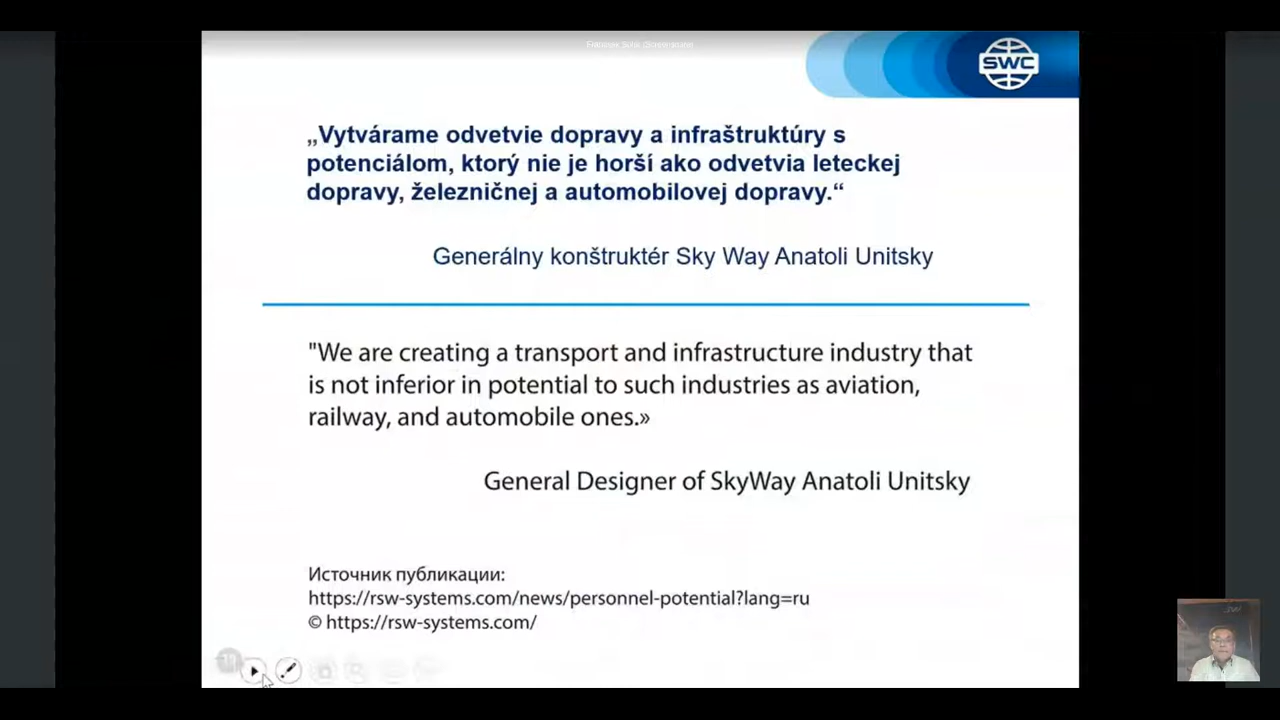 SWC
„Vytvárame odvetvie dopravy a infraštruktúry s
potenciálom, ktorý nie je horší ako odvetvia leteckej
dopravy, železničnej a automobilovej dopravy.“
Generálny konštruktér Sky Way Anatoli Unitsky
"We are creating a transport and infrastructure industry that
is not inferior in potential to such industries as aviation,
railway, and automobile ones.»
General Designer of SkyWay Anatoli Unitsky
Источник публикации:
https://rsw-systems.com/news/personnel-potential?lang=ru
© https://rsw-systems.com/